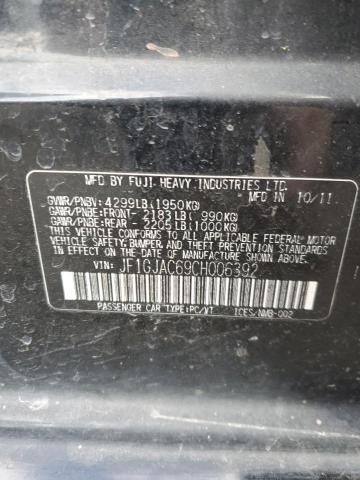 MFD BY FUJI HEAVY INDUSTRIES LTD.
MFD IN 10/11
GVWR/PNBV: 4299LB(1950KG)
GAWR/PNBE:FRONT- 2183LB( 990KG)
GAWR/PNBE:REAR - 2205LB(1000KG)
THIS VEHICLE CONFORMS TO ALL APPLICABLE FEDERAL MOTOR
VEHICLE SAFETY, BUMPER, AND THEFT PREVENTION STANDARDS
IN EFFECT ON THE DATE OF MANUFACTURE SHOWN ABOVE.
VIN: JF1GJAC69CH006392
PASSENGER CAR TYPE:PC/VT ICES/NMB-002